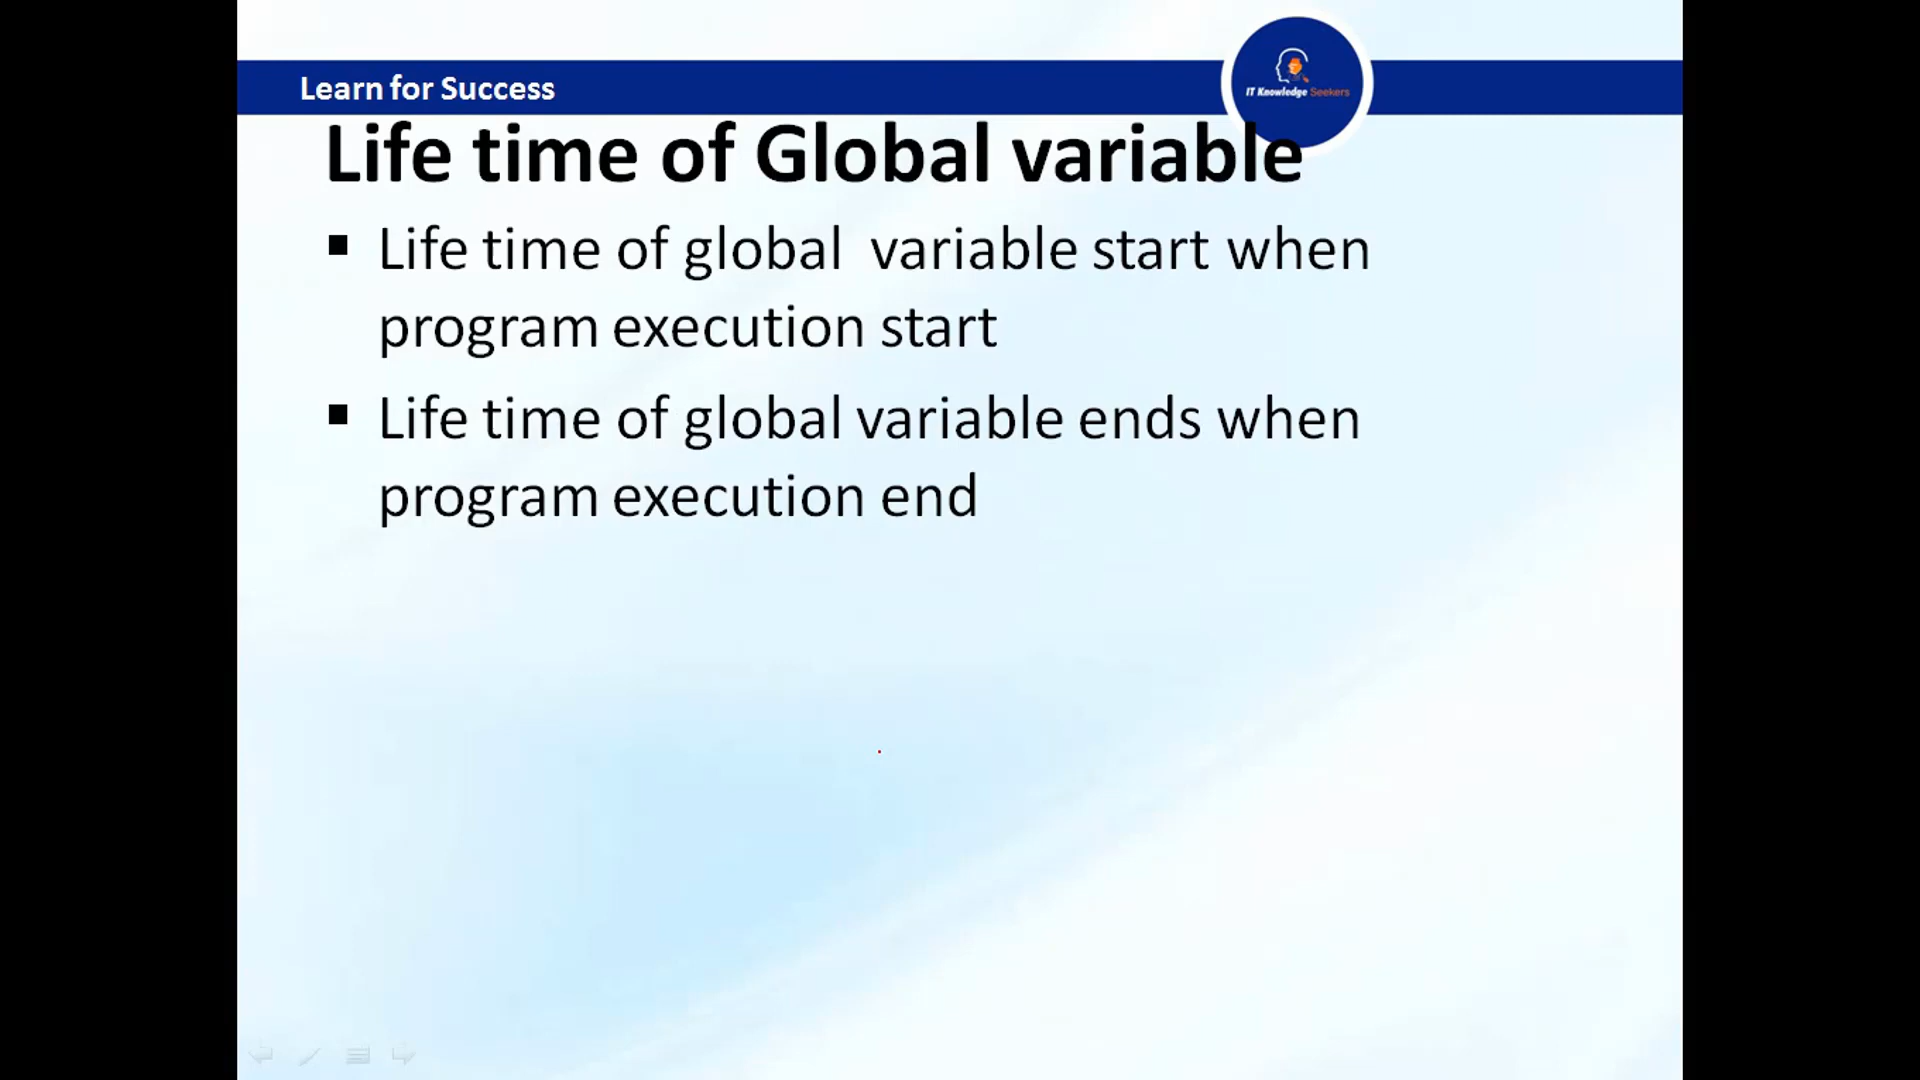 Learn for Success
IT Knowledge Seekers
Life time of Global variable
▪ Life time of global variable start when
program execution start
▪ Life time of global variable ends when
program execution end